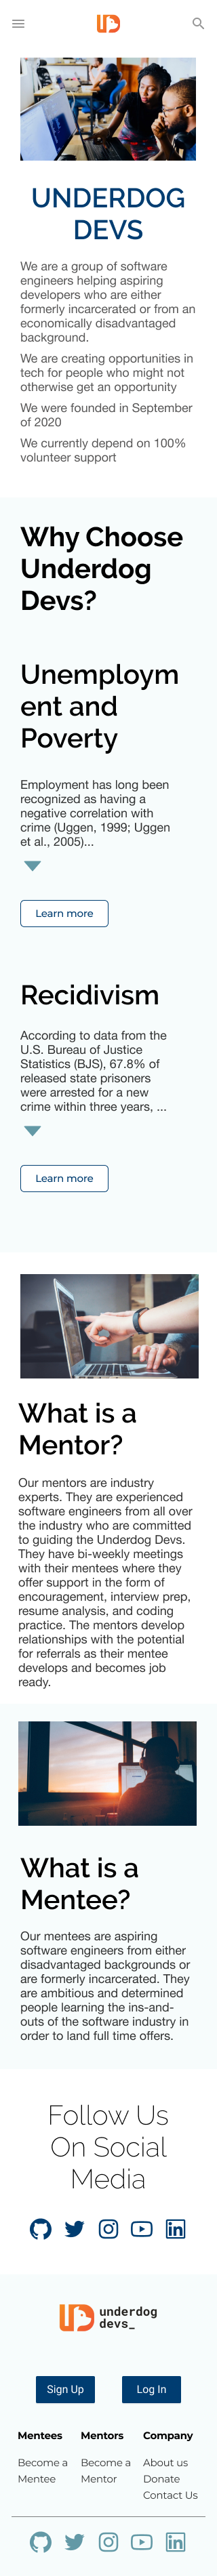 UNDERDOG
DEVS
We are a group of software
engineers helping aspiring
developers who are either
formerly incarcerated or from an
economically disadvantaged
background.
We are creating opportunities in
tech for people who might not
otherwise get an opportunity
We were founded in September
of 2020
We currently depend on 100%
volunteer support
Why Choose
Underdog
Devs?
Unemploym
ent and
Poverty
Employment has long been
recognized as having a
negative correlation with
crime (Uggen, 1999; Uggen
et al., 2005)...
Learn more
Recidivism
According to data from the
U.S. Bureau of Justice
Statistics (BJS), 67.8% of
released state prisoners
were arrested for a new
crime within three years, ...
Learn more
What is a
Mentor?
Our mentors are industry
experts. They are experienced
software engineers from all over
the industry who are committed
to guiding the Underdog Devs.
They have bi-weekly meetings
with their mentees where they
offer support in the form of
encouragement, interview prep,
resume analysis, and coding
practice. The mentors develop
relationships with the potential
for referrals as their mentee
develops and becomes job
ready.
What is a
Mentee?
Our mentees are aspiring
software engineers from either
disadvantaged backgrounds or
are formerly incarcerated. They
are ambitious and determined
people learning the ins-and-
outs of the software industry in
order to land full time offers.
Follow Us
On Social
Media
underdog
devs_
Sign Up Log In
Mentees Mentors Company
Become a Mentee Become a Mentor About us
Donate
Contact Us